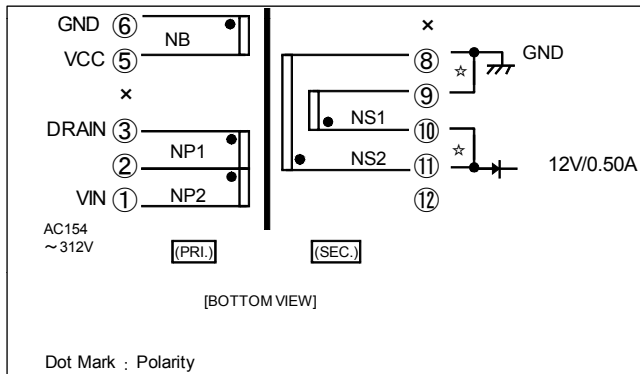 GND ⑥
NB
VCC ⑤
×
DRAIN ③
NP1
②
NP2
VIN ①
AC154
～312V
(PRI.)
×
⑧ ☆ GND
⑨
NS1
⑩
☆
NS2
⑪ 12V/0.50A
⑫
(SEC.)
[BOTTOM VIEW]
Dot Mark : Polarity